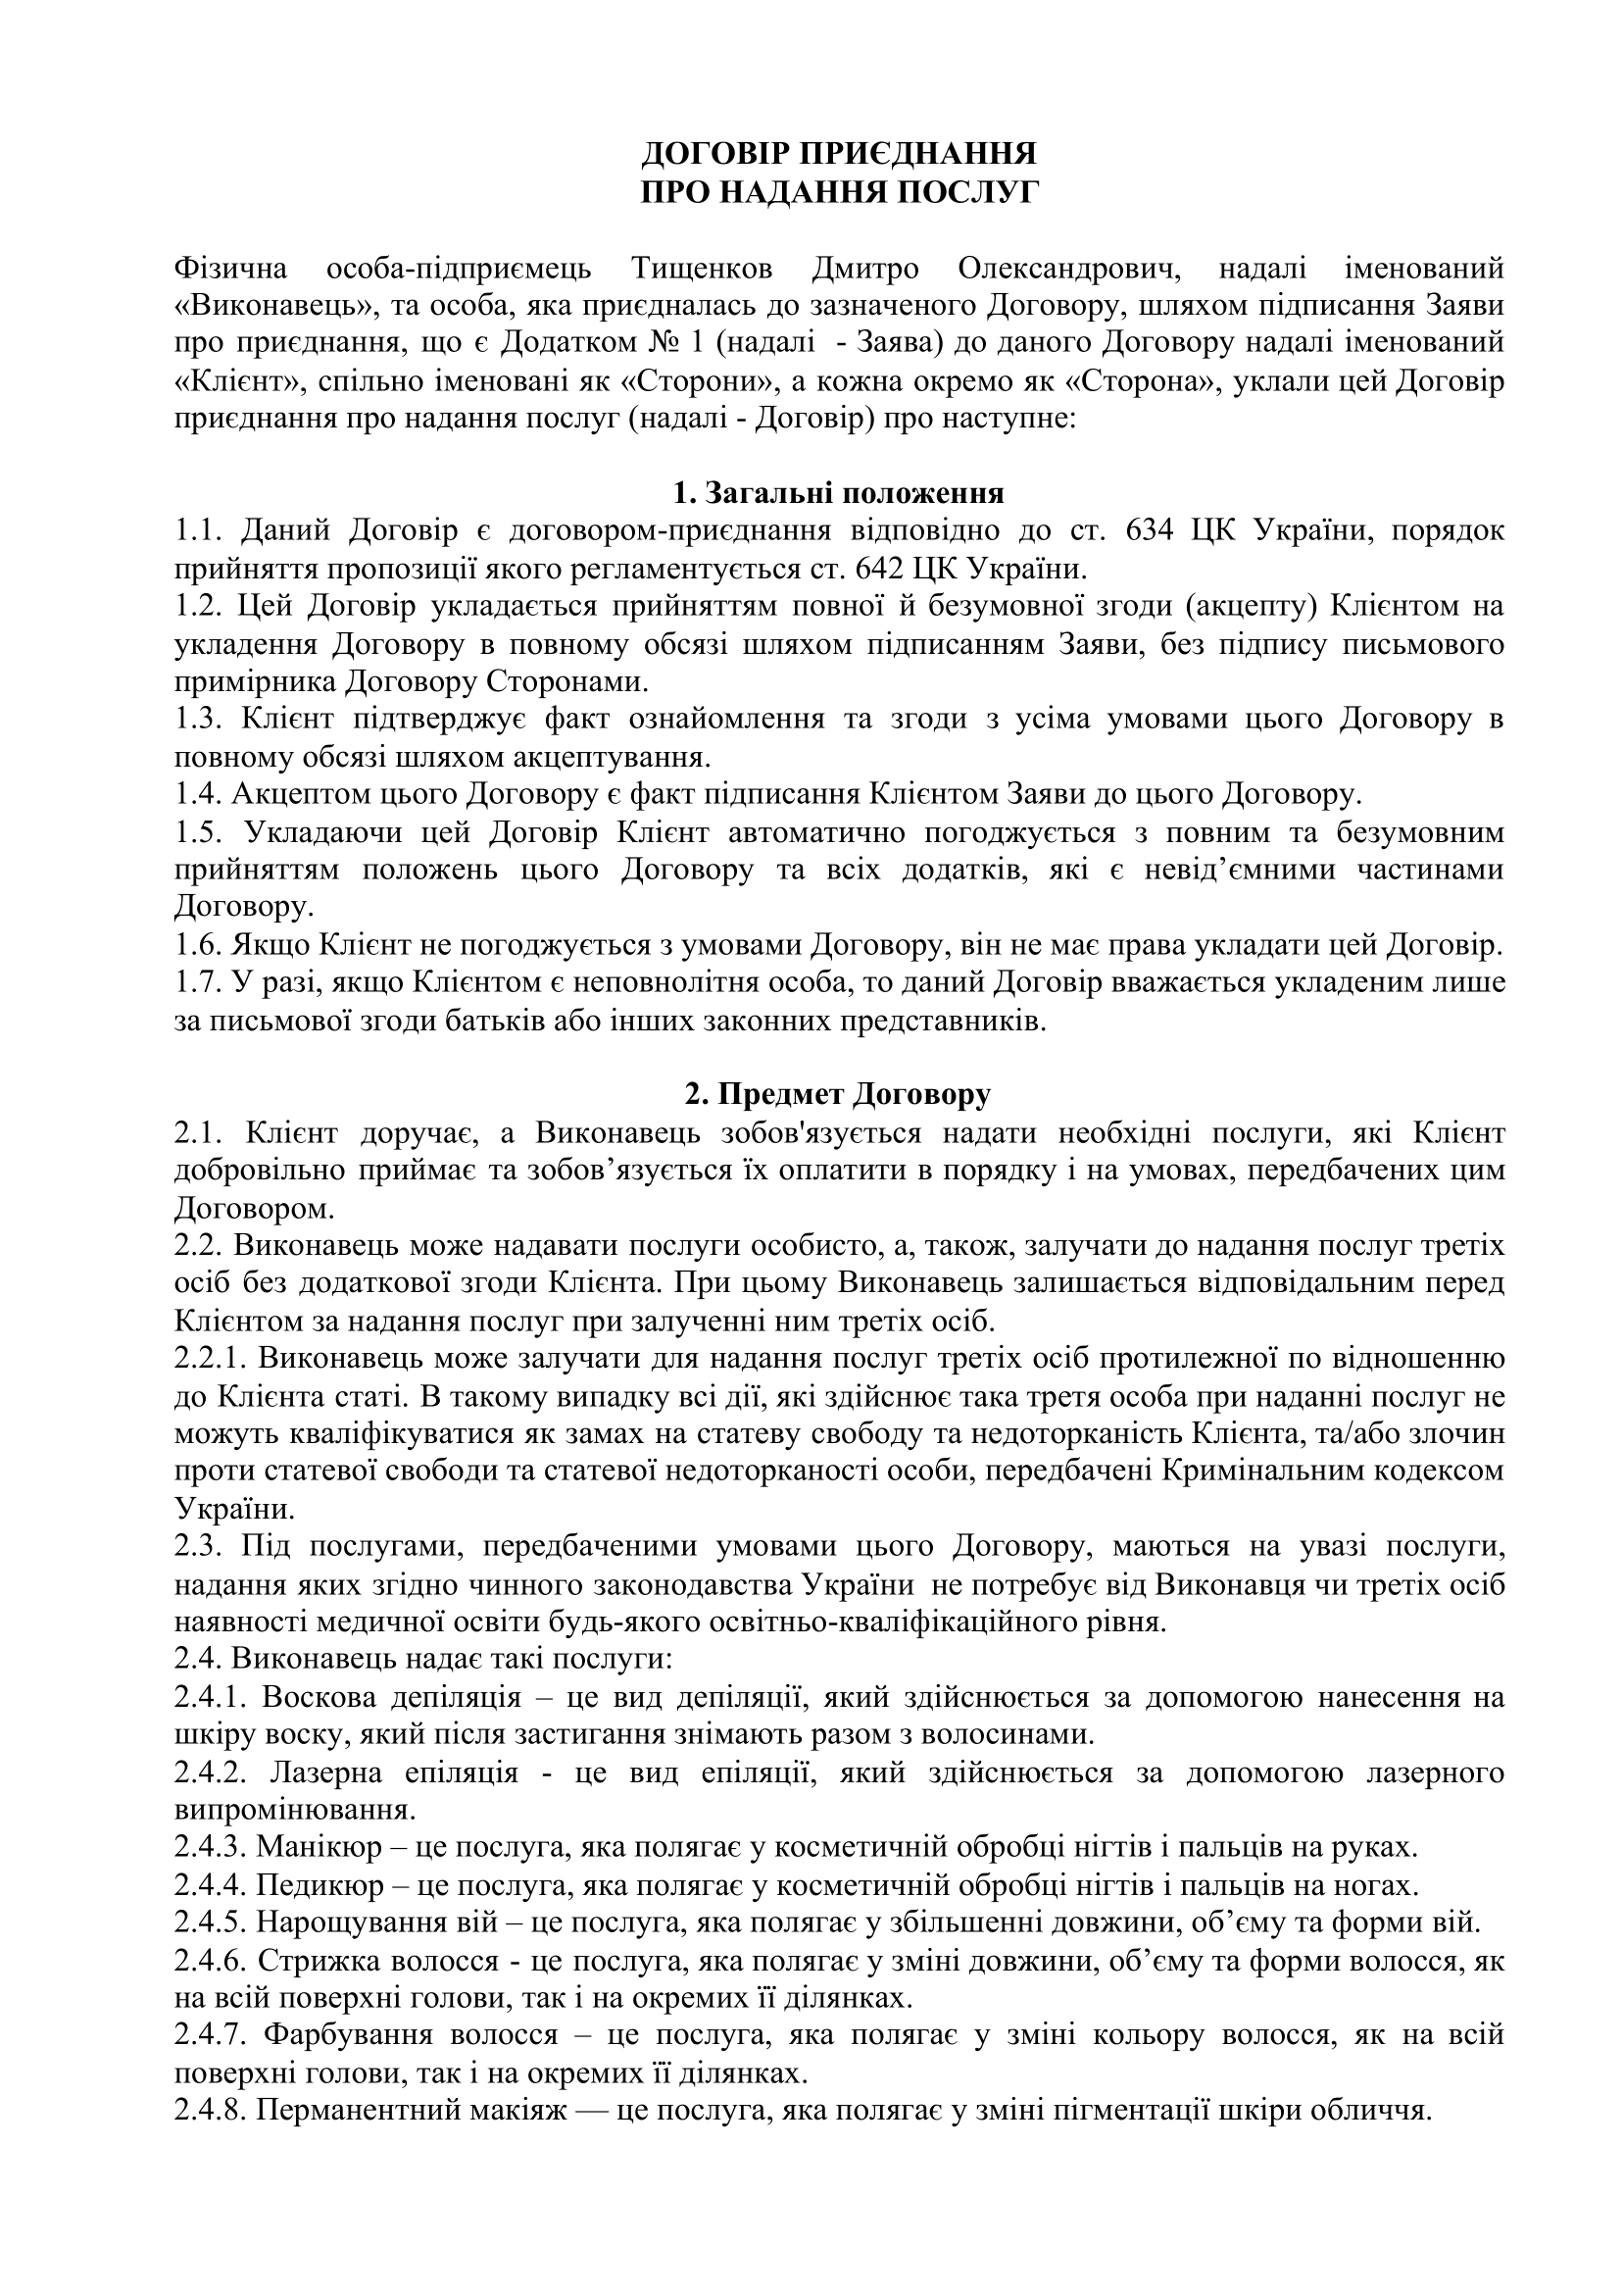 ДОГОВІР ПРИЄДНАННЯ
ПРО НАДАННЯ ПОСЛУГ
Фізична особа-підприємець Тищенков Дмитро Олександрович, надалі іменований
«Виконавець», та особа, яка приєдналась до зазначеного Договору, шляхом підписання Заяви
про приєднання, що є Додатком № 1 (надалі - Заява) до даного Договору надалі іменований
«Клієнт», спільно іменовані як «Сторони», а кожна окремо як «Сторона», уклали цей Договір
приєднання про надання послуг (надалі - Договір) про наступне:
1. Загальні положення
1.1. Даний Договір є договором-приєднання відповідно до ст. 634 ЦК України, порядок
прийняття пропозиції якого регламентується ст. 642 ЦК України.
1.2. Цей Договір укладається прийняттям повної й безумовної згоди (акцепту) Клієнтом на
укладення Договору в повному обсязі шляхом підписанням Заяви, без підпису письмового
примірника Договору Сторонами.
1.3. Клієнт підтверджує факт ознайомлення та згоди з усіма умовами цього Договору в
повному обсязі шляхом акцептування.
1.4. Акцептом цього Договору є факт підписання Клієнтом Заяви до цього Договору.
1.5. Укладаючи цей Договір Клієнт автоматично погоджується з повним та безумовним
прийняттям положень цього Договору та всіх додатків, які є невід’ємними частинами
Договору.
1.6. Якщо Клієнт не погоджується з умовами Договору, він не має права укладати цей Договір.
1.7. У разі, якщо Клієнтом є неповнолітня особа, то даний Договір вважається укладеним лише
за письмової згоди батьків або інших законних представників.
2. Предмет Договору
2.1. Клієнт доручає, а Виконавець зобов'язується надати необхідні послуги, які Клієнт
добровільно приймає та зобов’язується їх оплатити в порядку і на умовах, передбачених цим
Договором.
2.2. Виконавець може надавати послуги особисто, а, також, залучати до надання послуг третіх
осіб без додаткової згоди Клієнта. При цьому Виконавець залишається відповідальним перед
Клієнтом за надання послуг при залученні ним третіх осіб.
2.2.1. Виконавець може залучати для надання послуг третіх осіб протилежної по відношенню
до Клієнта статі. В такому випадку всі дії, які здійснює така третя особа при наданні послуг не
можуть кваліфікуватися як замах на статеву свободу та недоторканість Клієнта, та/або злочин
проти статевої свободи та статевої недоторканості особи, передбачені Кримінальним кодексом
України.
2.3. Під послугами, передбаченими умовами цього Договору, маються на увазі послуги,
надання яких згідно чинного законодавства України не потребує від Виконавця чи третіх осіб
наявності медичної освіти будь-якого освітньо-кваліфікаційного рівня.
2.4. Виконавець надає такі послуги:
2.4.1. Воскова депіляція – це вид депіляції, який здійснюється за допомогою нанесення на
шкіру воску, який після застигання знімають разом з волосинами.
2.4.2. Лазерна епіляція - це вид епіляції, який здійснюється за допомогою лазерного
випромінювання.
2.4.3. Манікюр – це послуга, яка полягає у косметичній обробці нігтів і пальців на руках.
2.4.4. Педикюр – це послуга, яка полягає у косметичній обробці нігтів і пальців на ногах.
2.4.5. Нарощування вій – це послуга, яка полягає у збільшенні довжини, об’єму та форми вій.
2.4.6. Стрижка волосся - це послуга, яка полягає у зміні довжини, об’єму та форми волосся, як
на всій поверхні голови, так і на окремих її ділянках.
2.4.7. Фарбування волосся – це послуга, яка полягає у зміні кольору волосся, як на всій
поверхні голови, так і на окремих її ділянках.
2.4.8. Перманентний макіяж — це послуга, яка полягає у зміні пігментації шкіри обличчя.